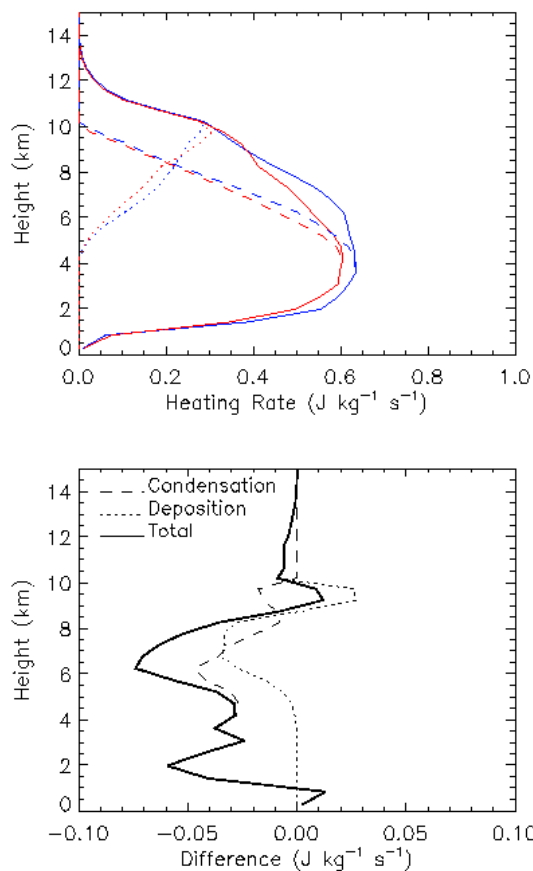 14
12
10
8
6
4
2
0
Height (km)
0.0 0.2 0.4 0.6 0.8 1.0
Heating Rate (J kg⁻¹ s⁻¹)
14
12
10
8
6
4
2
0
Height (km)
Condensation
Deposition
Total
-0.10 -0.05 0.00 0.05 0.10
Difference (J kg⁻¹ s⁻¹)